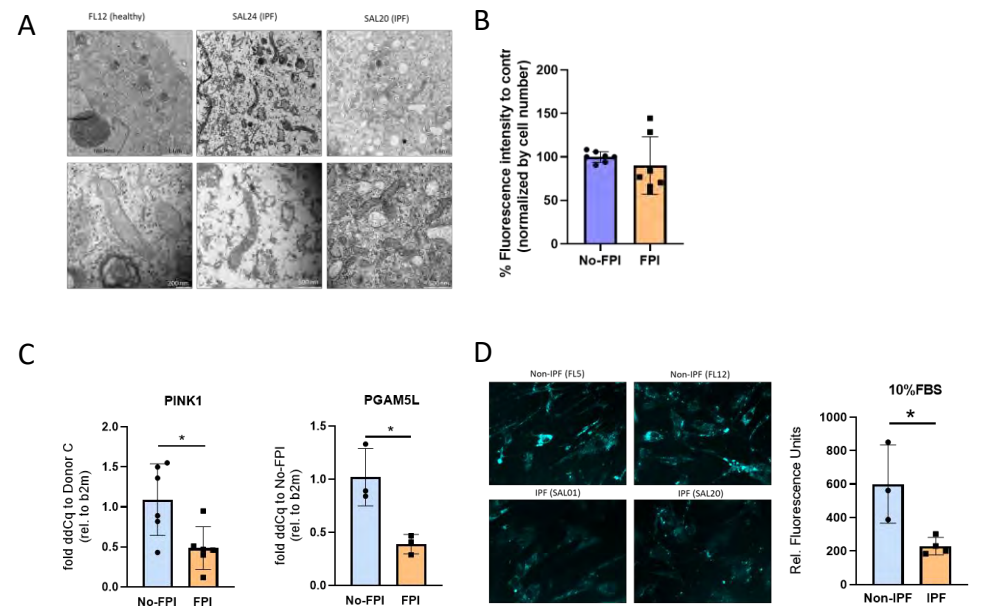 A
FL12 (healthy)
SAL24 (IPF)
SAL20 (IPF)
200 nm
B
% Fluorescence intensity to contr
(normalized by cell number)
200
150
100
50
0
No-FPI
FPI
C
PINK1
fold ddCq to Donor C
(rel. to b2m)
2.0
1.5
1.0
0.5
0.0
*
No-FPI
FPI
PGAM5L
fold ddCq to No-FPI
(rel. to b2m)
1.5
1.0
0.5
0.0
*
No-FPI
FPI
D
Non-IPF (FL5)
Non-IPF (FL12)
IPF (SAL01)
IPF (SAL20)
10%FBS
Rel. Fluorescence Units
1000
800
600
400
200
0
*
Non-IPF
IPF